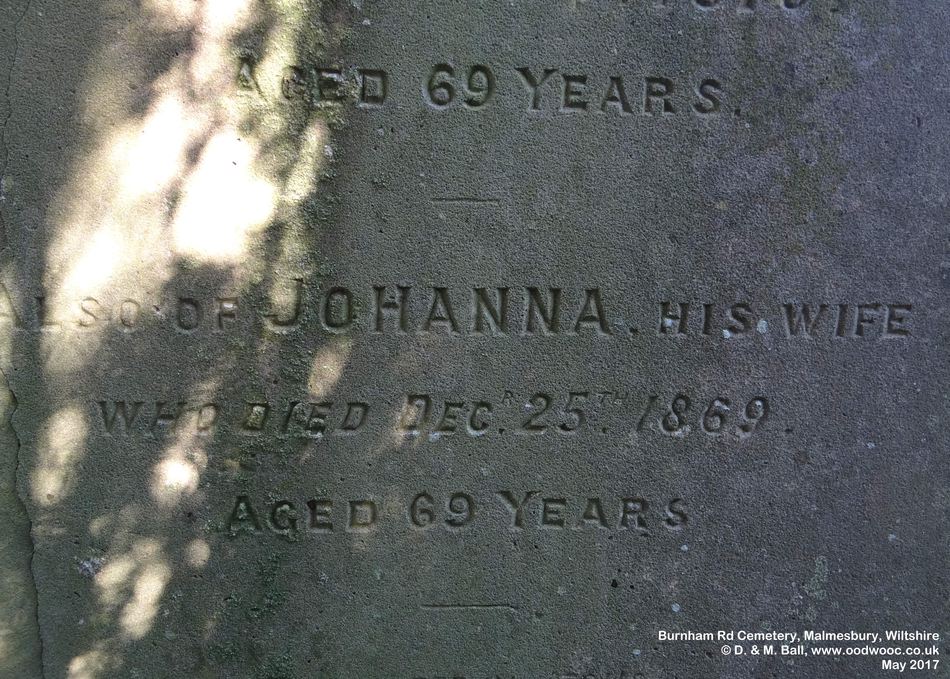 AGED 69 YEARS.
ALSO OF JOHANNA, HIS WIFE
WHO DIED DECR. 25TH. 1869.
AGED 69 YEARS
Burnham Rd Cemetery, Malmesbury, Wiltshire
© D. & M. Ball, www.oodwooc.co.uk
May 2017